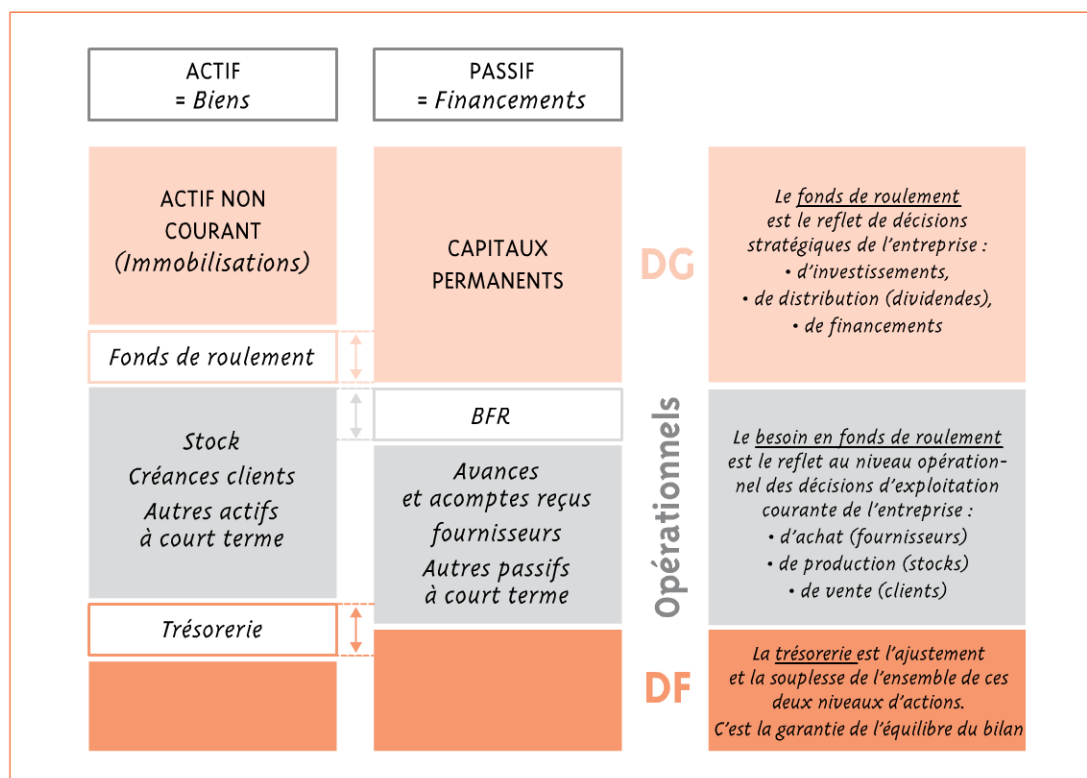 ACTIF
= Biens
PASSIF
= Financements
ACTIF NON
COURANT
(Immobilisations)
Fonds de roulement
Stock
Créances clients
Autres actifs
à court terme
Trésorerie
CAPITAUX
PERMANENTS
BFR
Avances
et acomptes reçus
fournisseurs
Autres passifs
à court terme
DG
Opérationnels
DF
Le fonds de roulement
est le reflet de décisions
stratégiques de l'entreprise :
• d'investissements,
• de distribution (dividendes),
• de financements
Le besoin en fonds de roulement
est le reflet au niveau opération-
nel des décisions d'exploitation
courante de l'entreprise :
• d'achat (fournisseurs)
• de production (stocks)
• de vente (clients)
La trésorerie est l'ajustement
et la souplesse de l'ensemble de ces
deux niveaux d'actions.
C'est la garantie de l'équilibre du bilan